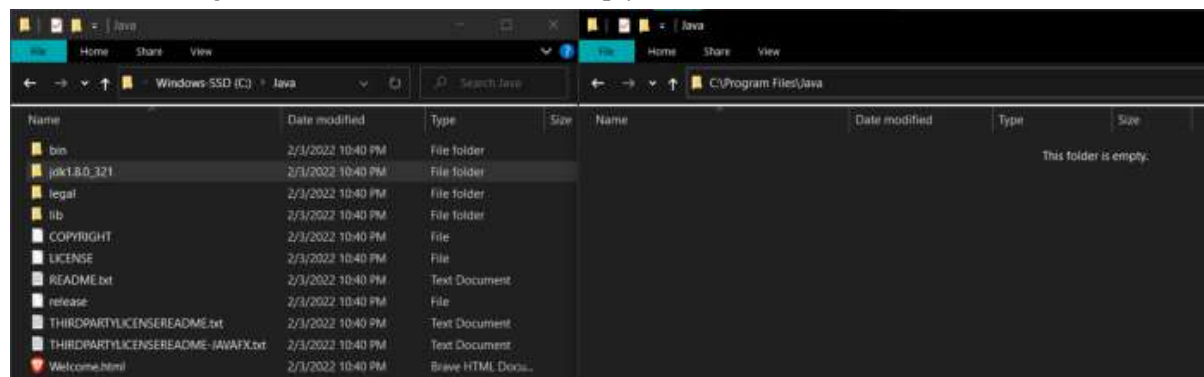 Java
File Home Share View
Windows-SSD (C:) Java Search Java
Name Date modified Type Size
bin 2/3/2022 10:40 PM File folder
jdk1.8.0_321 2/3/2022 10:40 PM File folder
legal 2/3/2022 10:40 PM File folder
lib 2/3/2022 10:40 PM File folder
COPYRIGHT 2/3/2022 10:40 PM File
LICENSE 2/3/2022 10:40 PM File
README.txt 2/3/2022 10:40 PM Text Document
release 2/3/2022 10:40 PM File
THIRDPARTYLICENSEREADME.txt 2/3/2022 10:40 PM Text Document
THIRDPARTYLICENSEREADME-JAVAFX.txt 2/3/2022 10:40 PM Text Document
Welcome.html 2/3/2022 10:40 PM Brave HTML Docu...
Java
File Home Share View
C:\Program Files\Java
Name Date modified Type Size
This folder is empty.